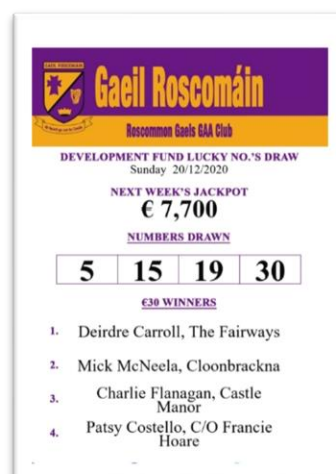 Gaeil Roscomáin
Roscommon Gaels GAA Club
DEVELOPMENT FUND LUCKY NO.'S DRAW
Sunday 20/12/2020
NEXT WEEK'S JACKPOT
€ 7,700
NUMBERS DRAWN
5 15 19 30
€30 WINNERS
1. Deirdre Carroll, The Fairways
2. Mick McNeela, Cloonbrackna
3. Charlie Flanagan, Castle
Manor
4. Patsy Costello, C/O Francie
Hoare